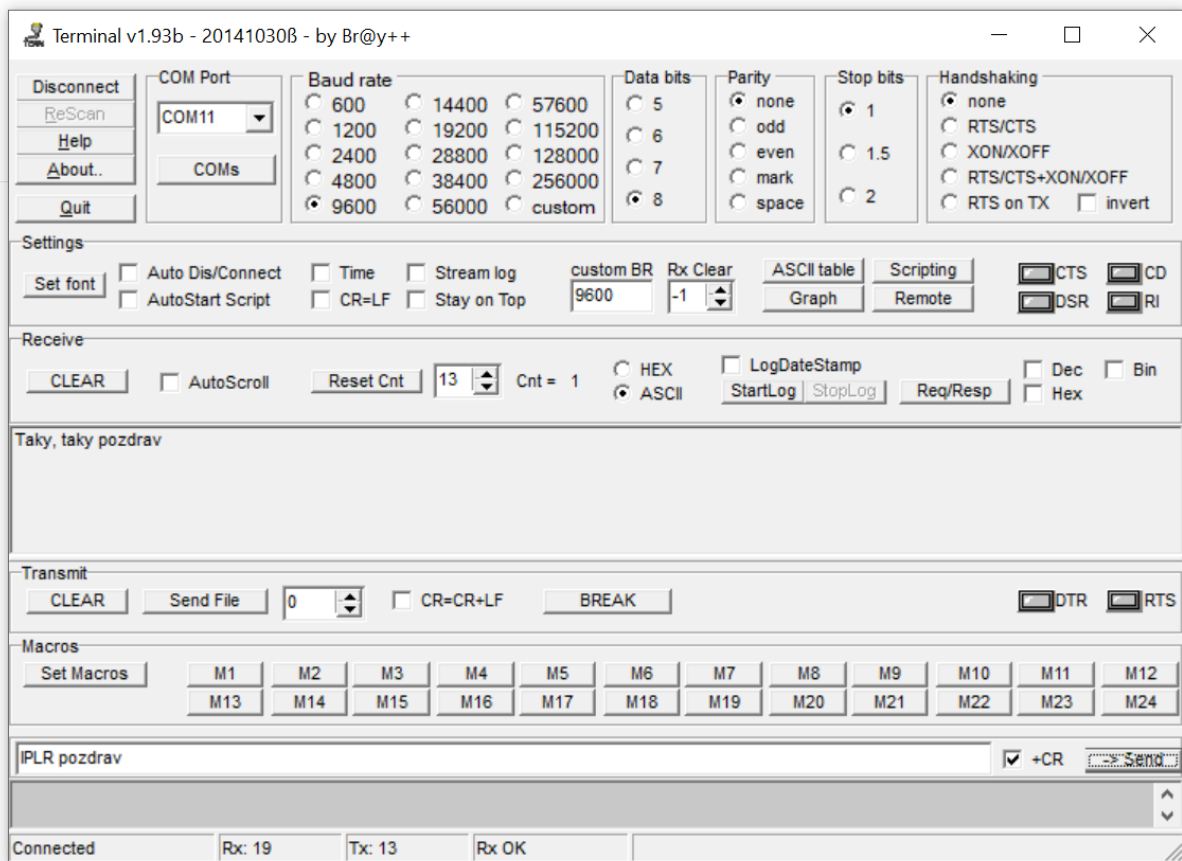 Terminal v1.93b - 20141030ß - by Br@y++
Disconnect
ReScan
Help
About..
Quit
COM Port
COM11
COMs
Baud rate
600 14400 57600
1200 19200 115200
2400 28800 128000
4800 38400 256000
9600 56000 custom
Data bits
5
6
7
8
Parity
none
odd
even
mark
space
Stop bits
1
1.5
2
Handshaking
none
RTS/CTS
XON/XOFF
RTS/CTS+XON/XOFF
RTS on TX invert
Settings
Set font
Auto Dis/Connect Time Stream log
AutoStart Script CR=LF Stay on Top
custom BR Rx Clear
9600 -1
ASCII table Scripting
Graph Remote
CTS CD
DSR RI
Receive
CLEAR AutoScroll Reset Cnt 13 Cnt = 1
HEX
ASCII
LogDateStamp
StartLog StopLog Req/Resp
Dec Bin
Hex
Taky, taky pozdrav
Transmit
CLEAR Send File 0 CR=CR+LF BREAK DTR RTS
Macros
Set Macros M1 M2 M3 M4 M5 M6 M7 M8 M9 M10 M11 M12
M13 M14 M15 M16 M17 M18 M19 M20 M21 M22 M23 M24
IPLR pozdrav +CR -> Send
Connected Rx: 19 Tx: 13 Rx OK